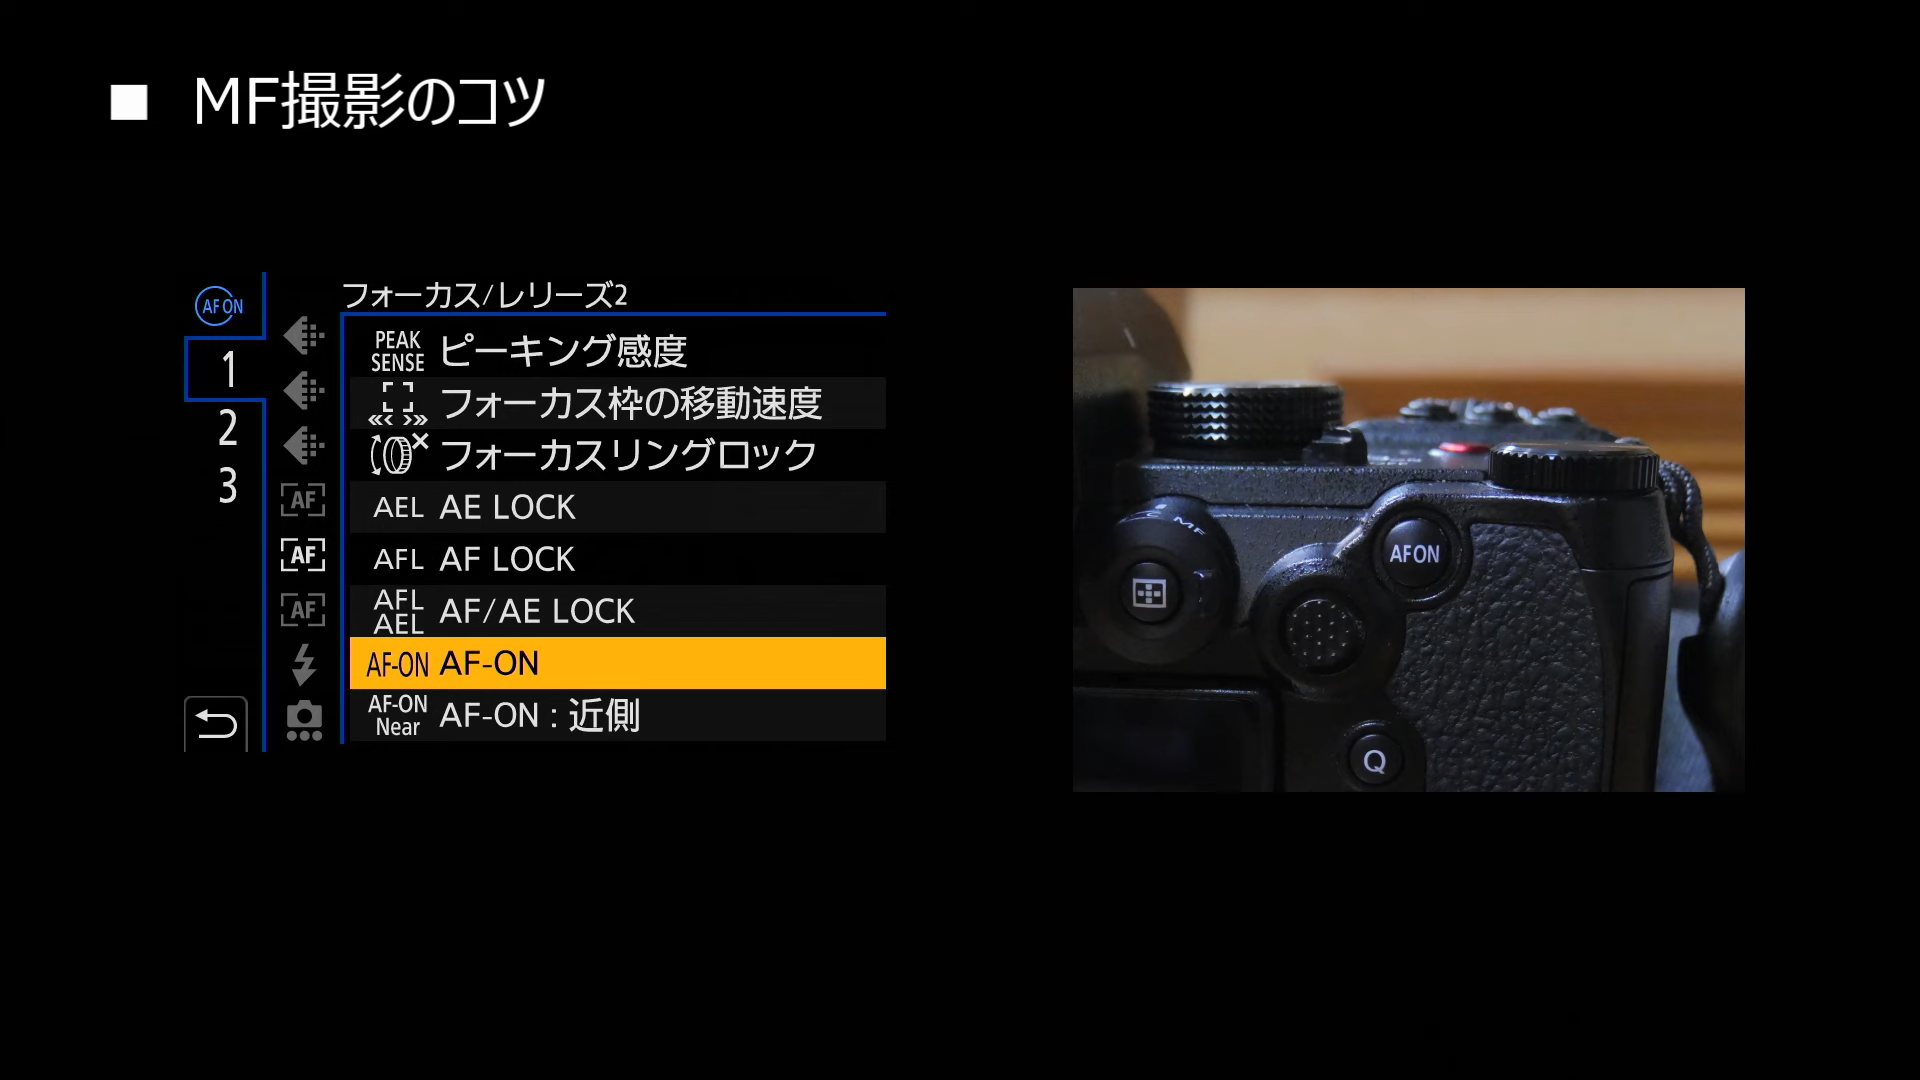 ■ MF撮影のコツ
AF ON
1
2
3
フォーカス/レリーズ2
PEAK SENSE ピーキング感度
フォーカス枠の移動速度
フォーカスリングロック
AEL AE LOCK
AFL AF LOCK
AFL AEL AF/AE LOCK
AF-ON AF-ON
AF-ON Near AF-ON : 近側
AF
AF
AF
MF
AF ON
Q